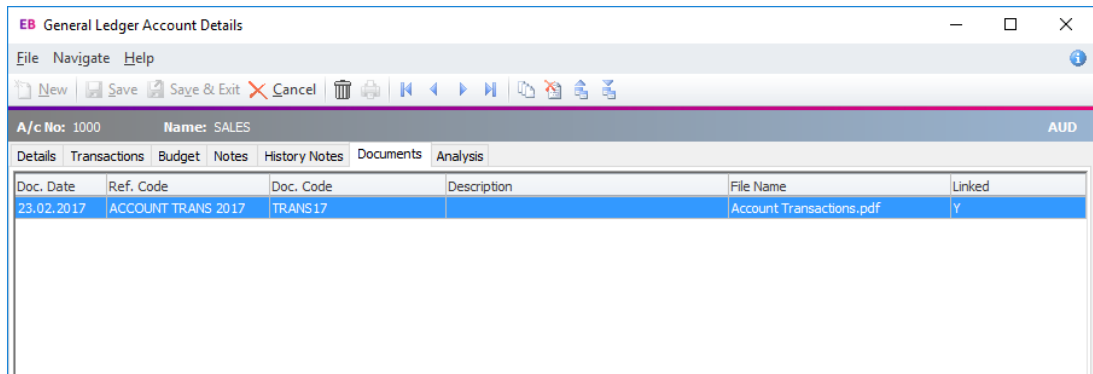 EB General Ledger Account Details
File Navigate Help
New Save Save & Exit Cancel
A/c No: 1000 Name: SALES AUD
Details Transactions Budget Notes History Notes Documents Analysis
Doc. Date Ref. Code Doc. Code Description File Name Linked
23.02.2017 ACCOUNT TRANS 2017 TRANS17 Account Transactions.pdf Y